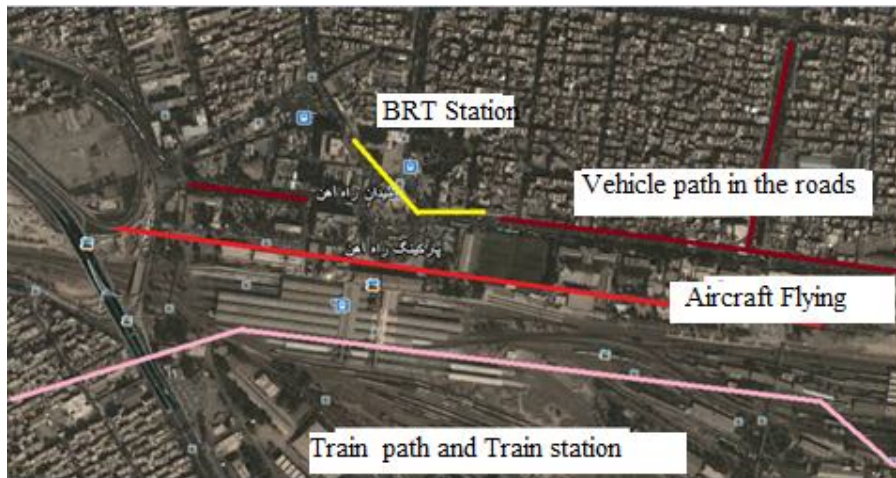 BRT Station
Vehicle path in the roads
میدان راه آهن
پارکینگ راه آهن
Aircraft Flying
Train path and Train station